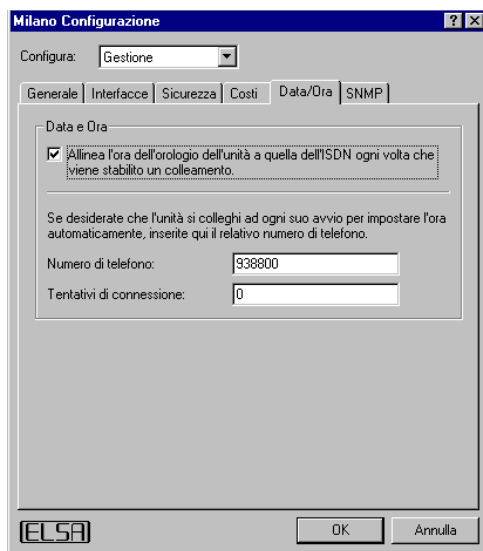 Milano Configurazione
Configura: Gestione
Generale Interfacce Sicurezza Costi Data/Ora SNMP
Data e Ora
Allinea l'ora dell'orologio dell'unità a quella dell'ISDN ogni volta che
viene stabilito un colleamento.
Se desiderate che l'unità si colleghi ad ogni suo avvio per impostare l'ora
automaticamente, inserite qui il relativo numero di telefono.
Numero di telefono: 938800
Tentativi di connessione: 0
ELSA OK Annulla